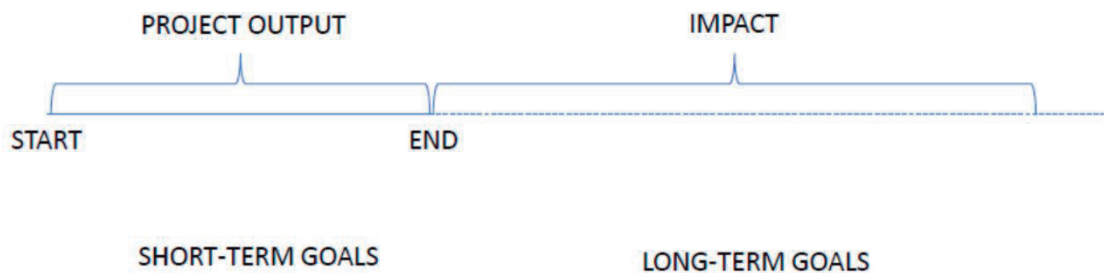 PROJECT OUTPUT
IMPACT
START
END
SHORT-TERM GOALS
LONG-TERM GOALS